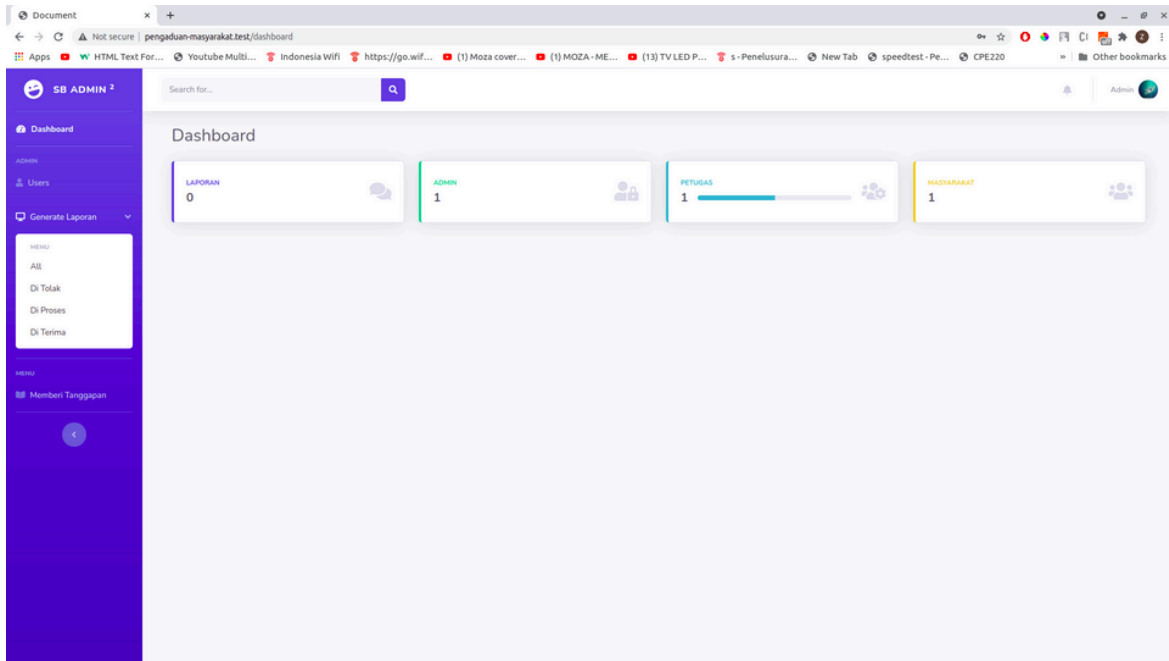 Document
Not secure | pengaduan-masyarakat.test/dashboard
Apps HTML Text For... Youtube Multi... Indonesia Wifi https://go.wif... (1) Moza cover... (1) MOZA - ME... (13) TV LED P... s - Penelusura... New Tab speedtest - Pe... CPE220 » Other bookmarks
SB ADMIN 2
Search for...
Admin
Dashboard
ADMIN
Users
Generate Laporan
MENU
All
Di Tolak
Di Proses
Di Terima
MENU
Memberi Tanggapan
Dashboard
LAPORAN
0
ADMIN
1
PETUGAS
1
MASYARAKAT
1